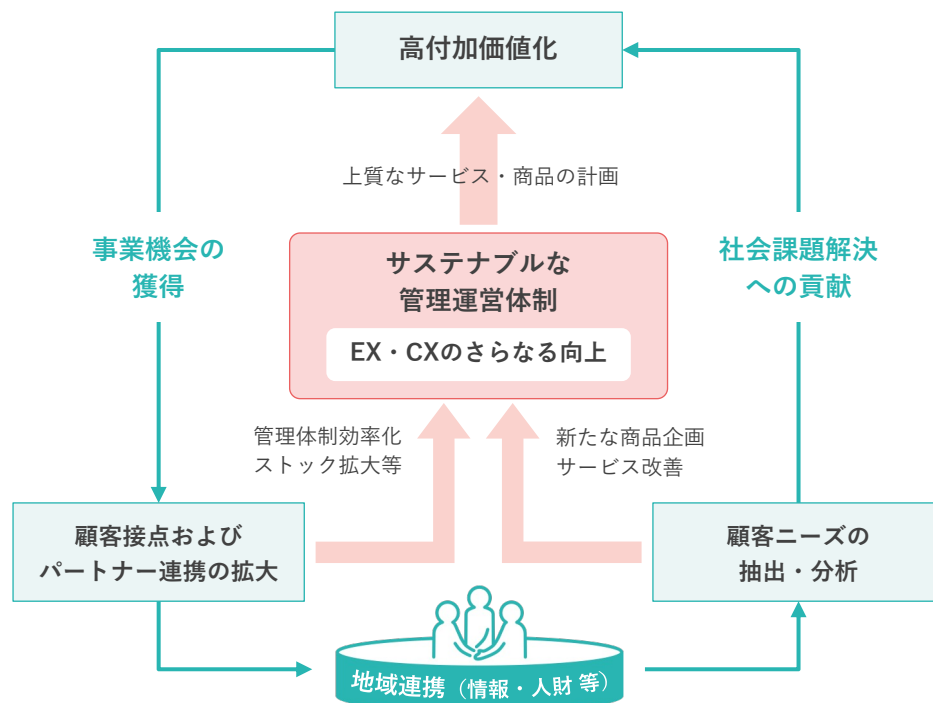 高付加価値化
上質なサービス・商品の計画
事業機会の
獲得
サステナブルな
管理運営体制
EX・CXのさらなる向上
社会課題解決
への貢献
管理体制効率化
ストック拡大等
新たな商品企画
サービス改善
顧客接点および
パートナー連携の拡大
顧客ニーズの
抽出・分析
地域連携（情報・人財 等）